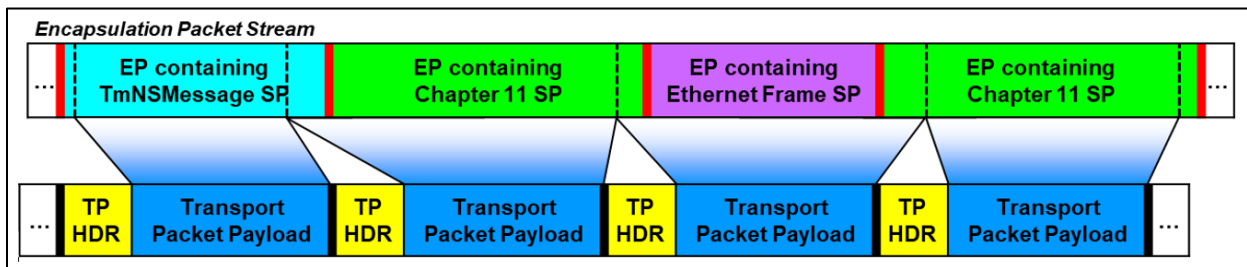 Encapsulation Packet Stream
... EP containing EP containing EP containing EP containing ...
TmNSMessage SP Chapter 11 SP Ethernet Frame SP Chapter 11 SP
... TP Transport TP Transport TP Transport TP Transport ...
HDR Packet Payload HDR Packet Payload HDR Packet Payload HDR Packet Payload